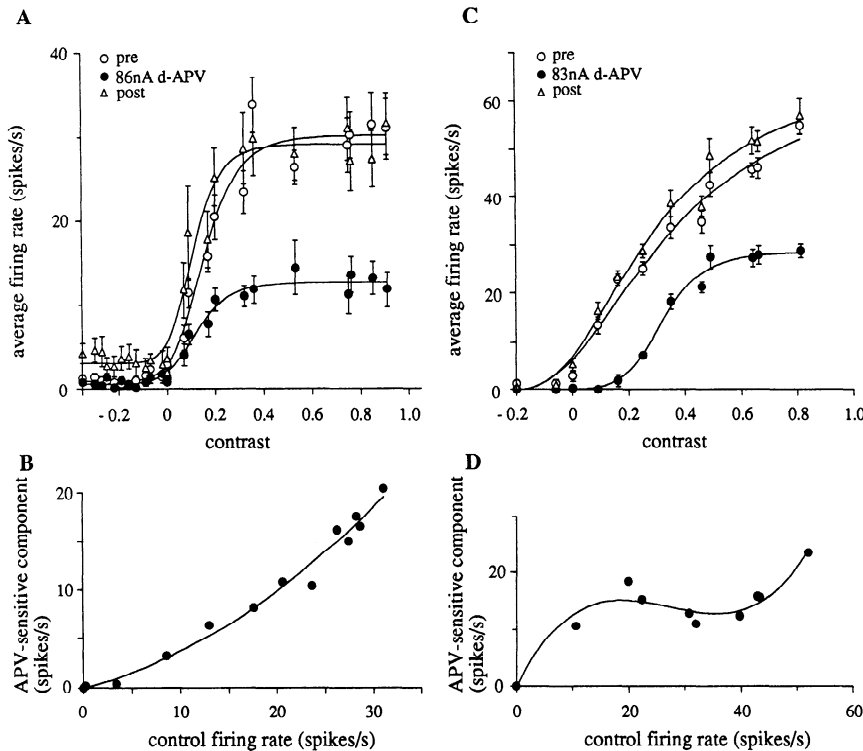 A
average firing rate (spikes/s)
40
20
0
pre
86nA d-APV
post
- 0.2
0
0.2
0.4
0.6
0.8
1.0
contrast
C
average firing rate (spikes/s)
60
40
20
0
pre
83nA d-APV
post
- 0.2
0
0.2
0.4
0.6
0.8
1.0
contrast
B
APV-sensitive component
(spikes/s)
20
10
0
0
10
20
30
control firing rate (spikes/s)
D
APV-sensitive component
(spikes/s)
20
0
0
20
40
60
control firing rate (spikes/s)